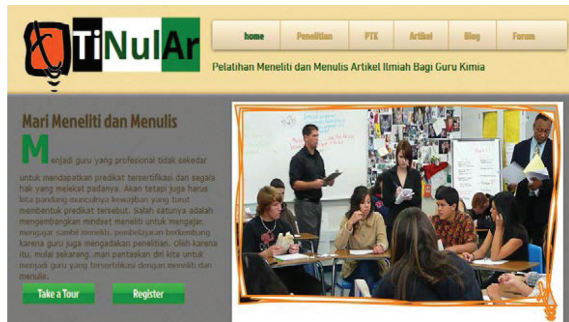 TiNulAr
home Penelitian PTK Artikel Blog Forum
Pelatihan Meneliti dan Menulis Artikel Ilmiah Bagi Guru Kimia
Mari Meneliti dan Menulis
Menjadi guru yang profesional tidak sekedar
untuk mendapatkan predikat tersertifikasi dan segala
hak yang melekat padanya. Akan tetapi juga harus
kita pandang munculnya kewajiban yang turut
membentuk predikat tersebut. Salah satunya adalah
mengembangkan mindset meneliti untuk mengajar,
mengajar sambil meneliti, pembelajaran berkembang
karena guru juga mengadakan penelitian. Oleh karena
itu, mulai sekarang..mari pantaskan diri kita untuk
menjadi guru yang tersertifikasi dengan meneliti dan
menulis.
Take a Tour Register